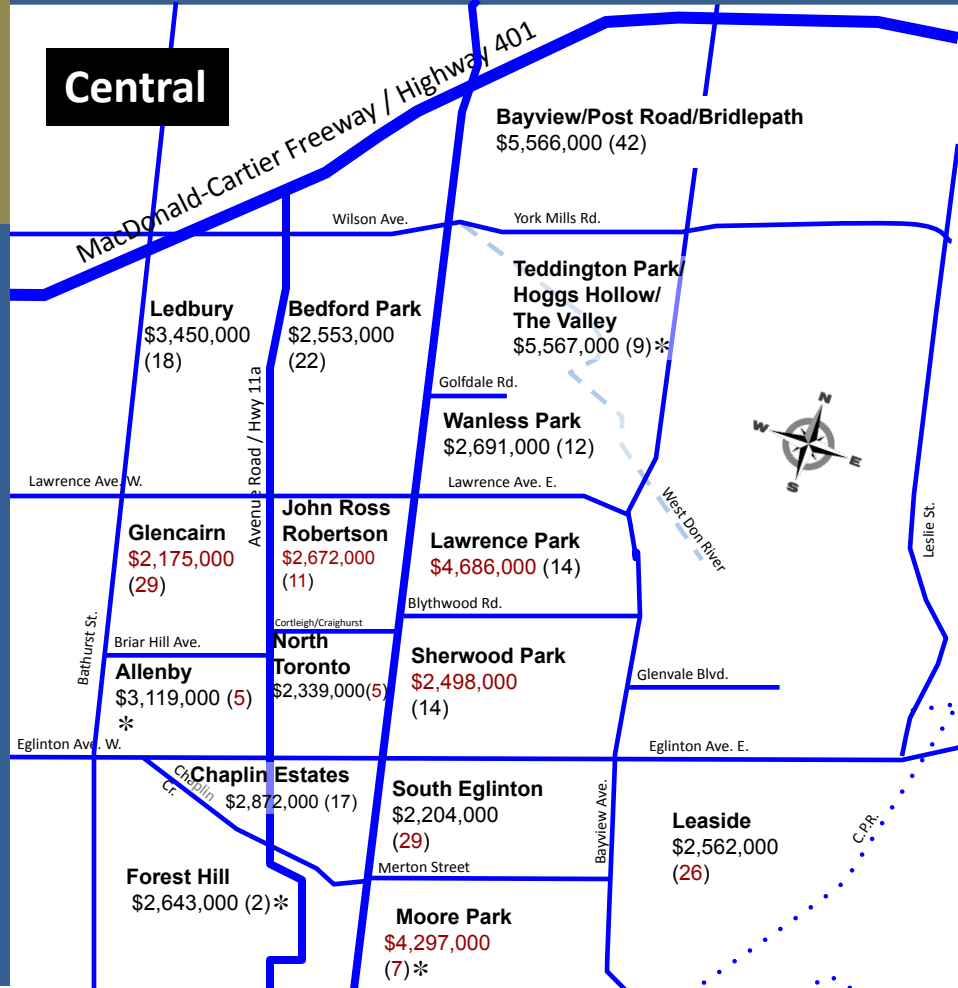 Central
MacDonald-Cartier Freeway / Highway 401
Bayview/Post Road/Bridlepath
$5,566,000 (42)
Wilson Ave.
York Mills Rd.
Teddington Park/
Hoggs Hollow/
The Valley
$5,567,000 (9)*
Ledbury
$3,450,000
(18)
Bedford Park
$2,553,000
(22)
Avenue Road / Hwy 11a
Golfdale Rd.
Wanless Park
$2,691,000 (12)
N
W
E
S
Lawrence Ave. W.
Lawrence Ave. E.
West Don River
Leslie St.
Glencairn
$2,175,000
(29)
John Ross
Robertson
$2,672,000
(11)
Lawrence Park
$4,686,000 (14)
Blythwood Rd.
Cortleigh/Craighurst
Bathurst St.
Briar Hill Ave.
Allenby
$3,119,000 (5)
*
North
Toronto
$2,339,000(5)
Sherwood Park
$2,498,000
(14)
Glenvale Blvd.
Eglinton Ave. W.
Eglinton Ave. E.
Chaplin
Cr.
Chaplin Estates
$2,872,000 (17)
South Eglinton
$2,204,000
(29)
Bayview Ave.
Leaside
$2,562,000
(26)
C.P.R.
Merton Street
Forest Hill
$2,643,000 (2)*
Moore Park
$4,297,000
(7)*